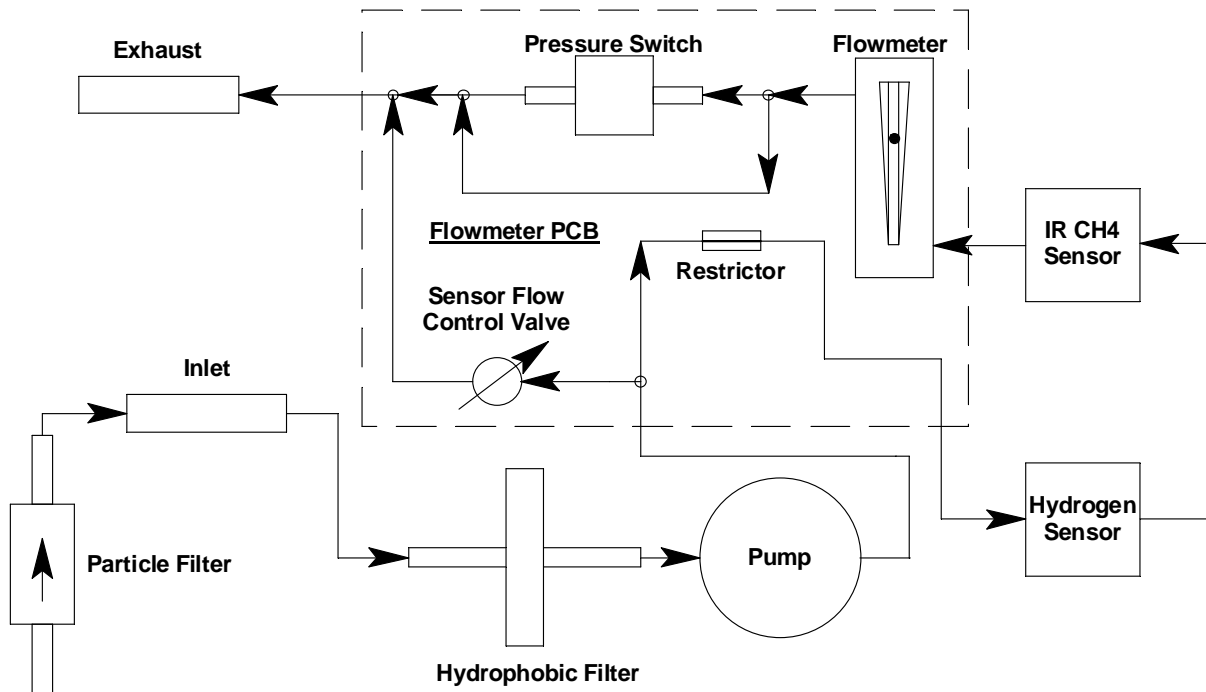 Exhaust
Pressure Switch
Flowmeter
Flowmeter PCB
Restrictor
IR CH4
Sensor
Sensor Flow
Control Valve
Inlet
Particle Filter
Pump
Hydrogen
Sensor
Hydrophobic Filter